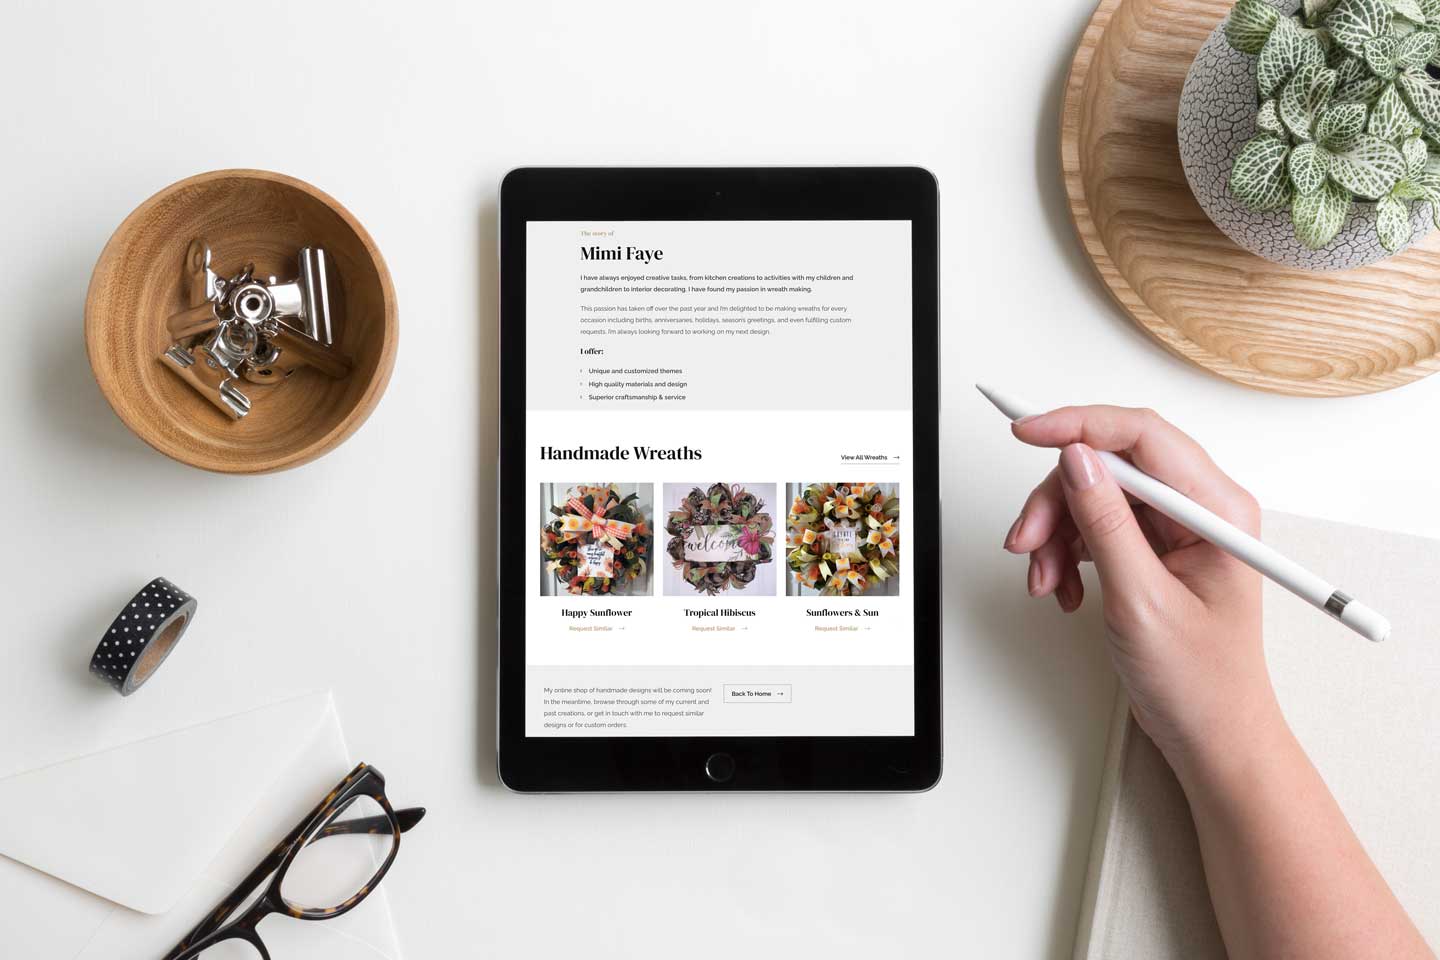 The story of
Mimi Faye
I have always enjoyed creative tasks, from kitchen creations to activities with my children and
grandchildren to interior decorating. I have found my passion in wreath making.
This passion has taken off over the past year and I'm delighted to be making wreaths for every
occasion including births, anniversaries, holidays, season's greetings, and even fulfilling custom
requests. I'm always looking forward to working on my next design.
I offer:
Unique and customized themes
High quality materials and design
Superior craftsmanship & service
Handmade Wreaths
View All Wreaths →
welcome
Happy Sunflower
Tropical Hibiscus
Sunflowers & Sun
Request Similar →
Request Similar →
Request Similar →
My online shop of handmade designs will be coming soon!
In the meantime, browse through some of my current and
past creations, or get in touch with me to request similar
designs or for custom orders.
Back To Home →